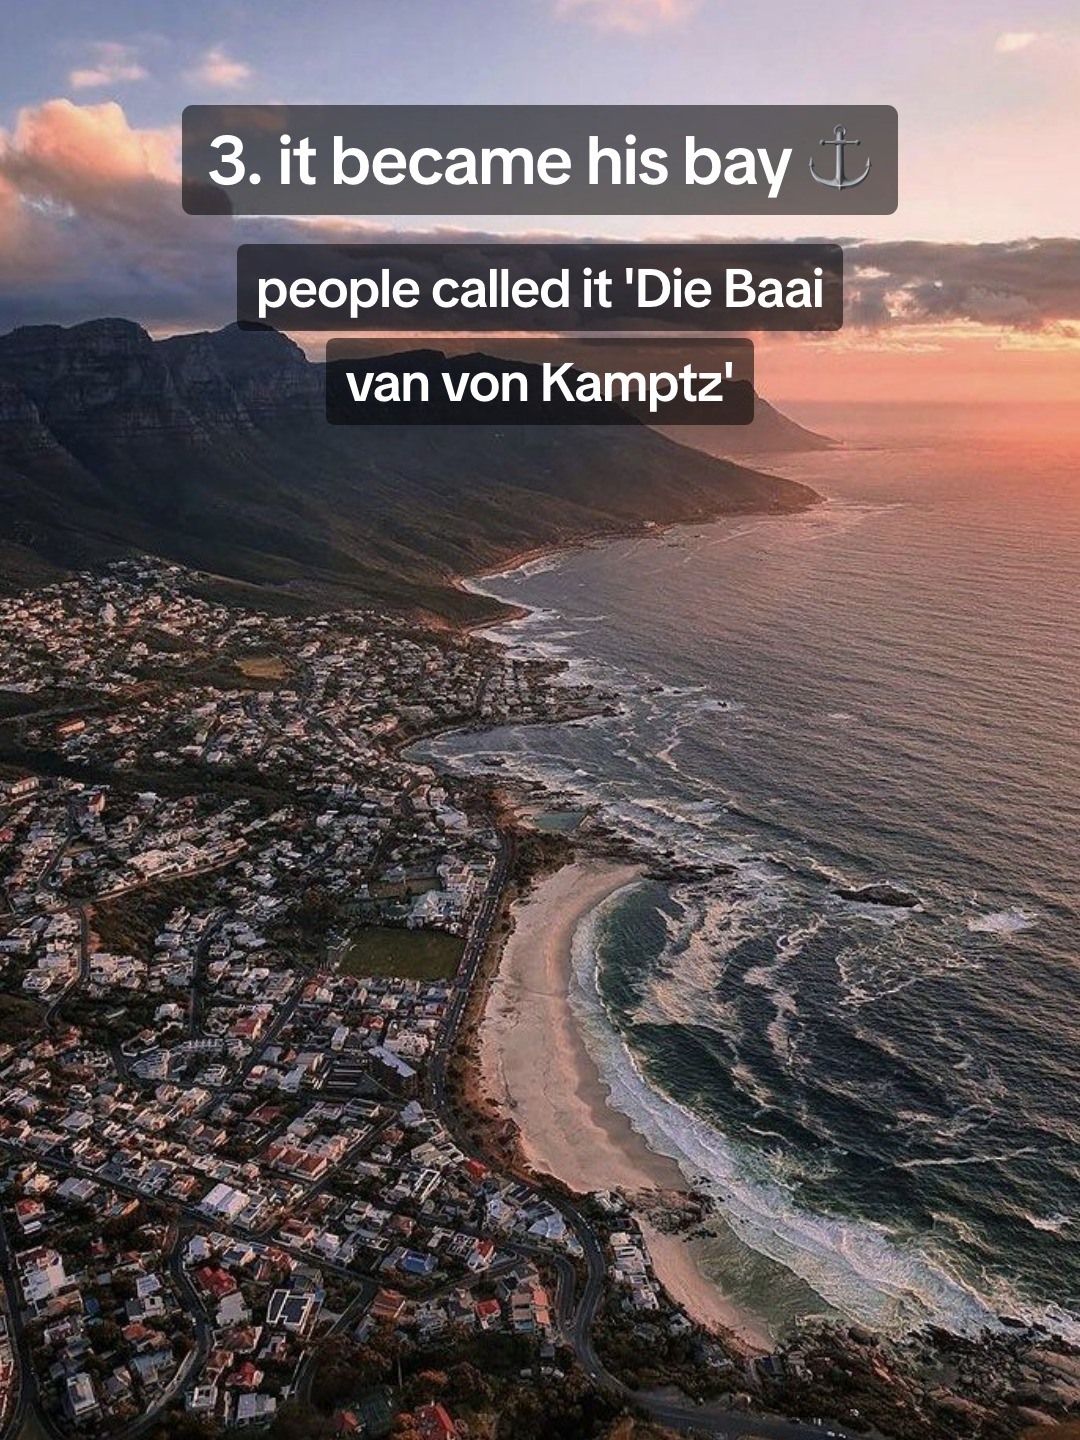 3. it became his bay ⚓
people called it 'Die Baai
van von Kamptz'